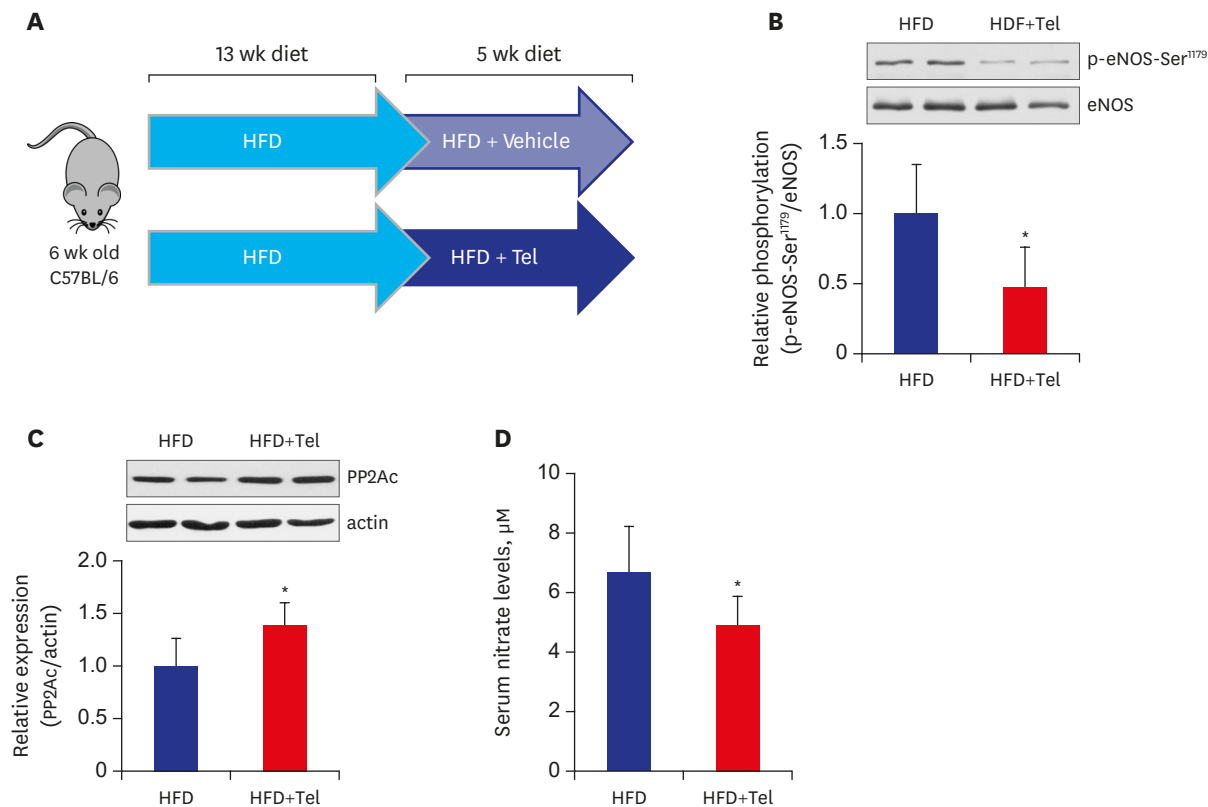 A
13 wk diet
5 wk diet
HFD
HFD + Vehicle
HFD
HFD + Tel
6 wk old
C57BL/6
B
HFD
HDF+Tel
p-eNOS-Ser¹¹⁷⁹
eNOS
Relative phosphorylation
(p-eNOS-Ser¹¹⁷⁹/eNOS)
1.5
1.0
0.5
0
*
HFD
HFD+Tel
C
HFD
HFD+Tel
PP2Ac
actin
Relative expression
(PP2Ac/actin)
2.0
1.5
1.0
0.5
0
*
HFD
HFD+Tel
D
Serum nitrate levels, µM
10
8
6
4
2
0
*
HFD
HFD+Tel